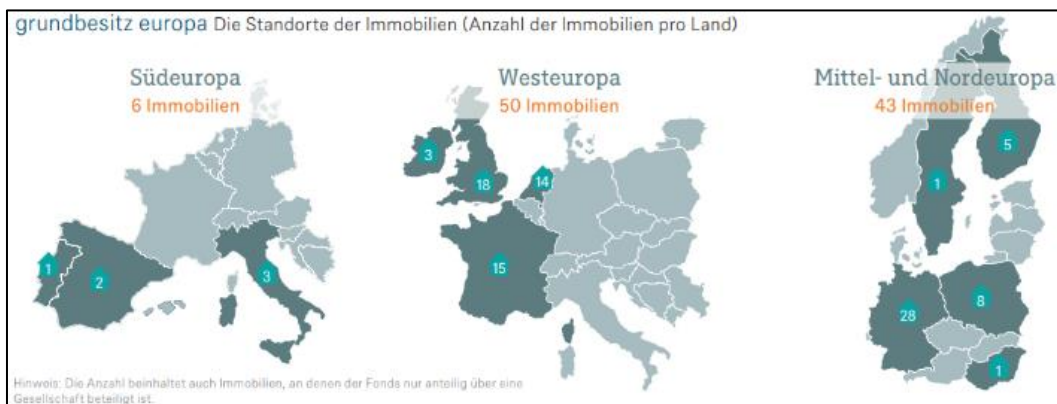 grundbesitz europa Die Standorte der Immobilien (Anzahl der Immobilien pro Land)
Südeuropa
6 Immobilien
1
2
3
Westeuropa
50 Immobilien
3
18
14
15
Mittel- und Nordeuropa
43 Immobilien
5
1
28
8
1
Hinweis: Die Anzahl beinhaltet auch Immobilien, an denen der Fonds nur anteilig über eine
Gesellschaft beteiligt ist.